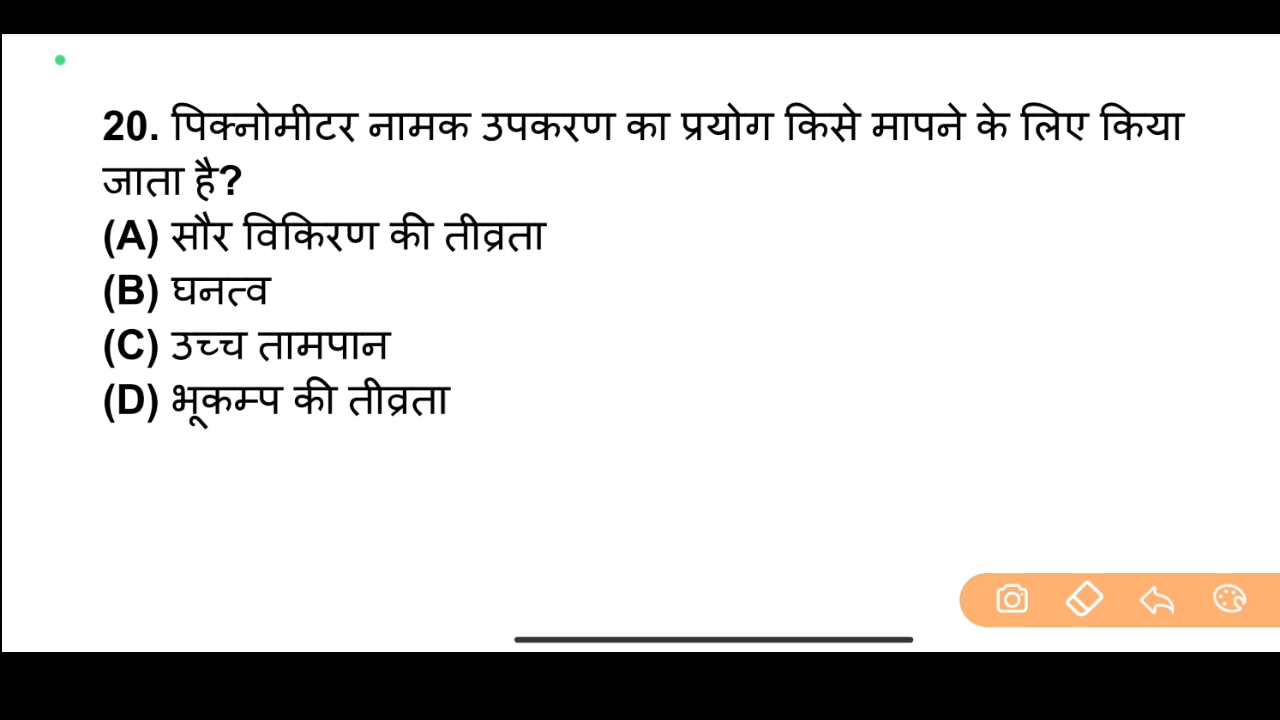 20. पिक्नोमीटर नामक उपकरण का प्रयोग किसे मापने के लिए किया
जाता है?
(A) सौर विकिरण की तीव्रता
(B) घनत्व
(C) उच्च तामपान
(D) भूकम्प की तीव्रता